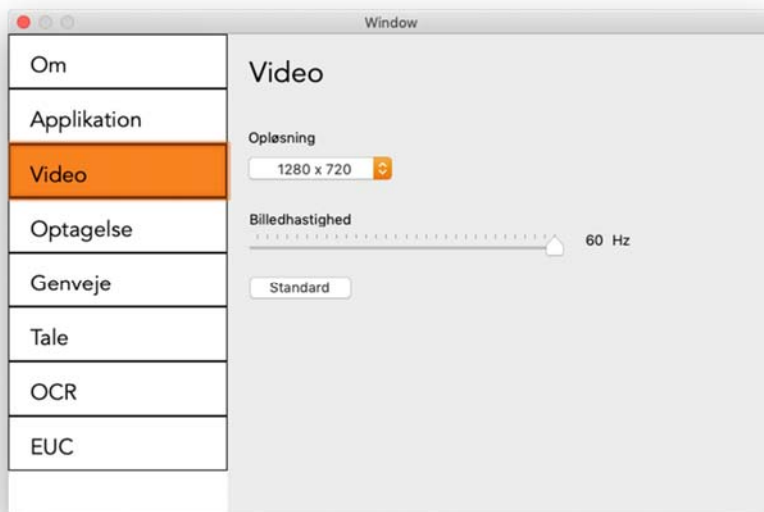 Window
Om
Applikation
Video
Optagelse
Genveje
Tale
OCR
EUC
Video
Opløsning
1280 x 720
Billedhastighed
60 Hz
Standard